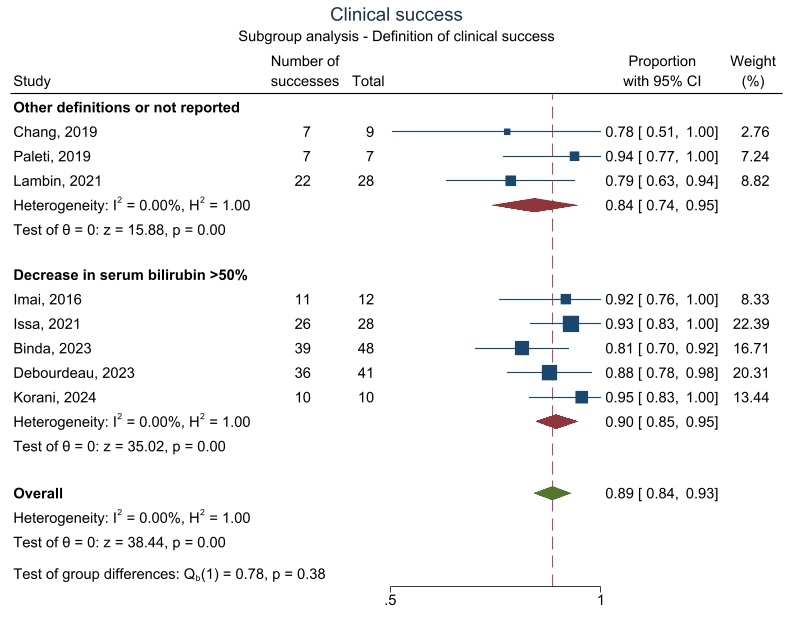 Clinical success
Subgroup analysis - Definition of clinical success
Number of Proportion Weight
Study successes Total with 95% CI (%)
Other definitions or not reported
Chang, 2019 7 9 0.78 [ 0.51, 1.00] 2.76
Paleti, 2019 7 7 0.94 [ 0.77, 1.00] 7.24
Lambin, 2021 22 28 0.79 [ 0.63, 0.94] 8.82
Heterogeneity: I² = 0.00%, H² = 1.00 0.84 [ 0.74, 0.95]
Test of θ = 0: z = 15.88, p = 0.00
Decrease in serum bilirubin >50%
Imai, 2016 11 12 0.92 [ 0.76, 1.00] 8.33
Issa, 2021 26 28 0.93 [ 0.83, 1.00] 22.39
Binda, 2023 39 48 0.81 [ 0.70, 0.92] 16.71
Debourdeau, 2023 36 41 0.88 [ 0.78, 0.98] 20.31
Korani, 2024 10 10 0.95 [ 0.83, 1.00] 13.44
Heterogeneity: I² = 0.00%, H² = 1.00 0.90 [ 0.85, 0.95]
Test of θ = 0: z = 35.02, p = 0.00
Overall 0.89 [ 0.84, 0.93]
Heterogeneity: I² = 0.00%, H² = 1.00
Test of θ = 0: z = 38.44, p = 0.00
Test of group differences: Q_b(1) = 0.78, p = 0.38
.5 1